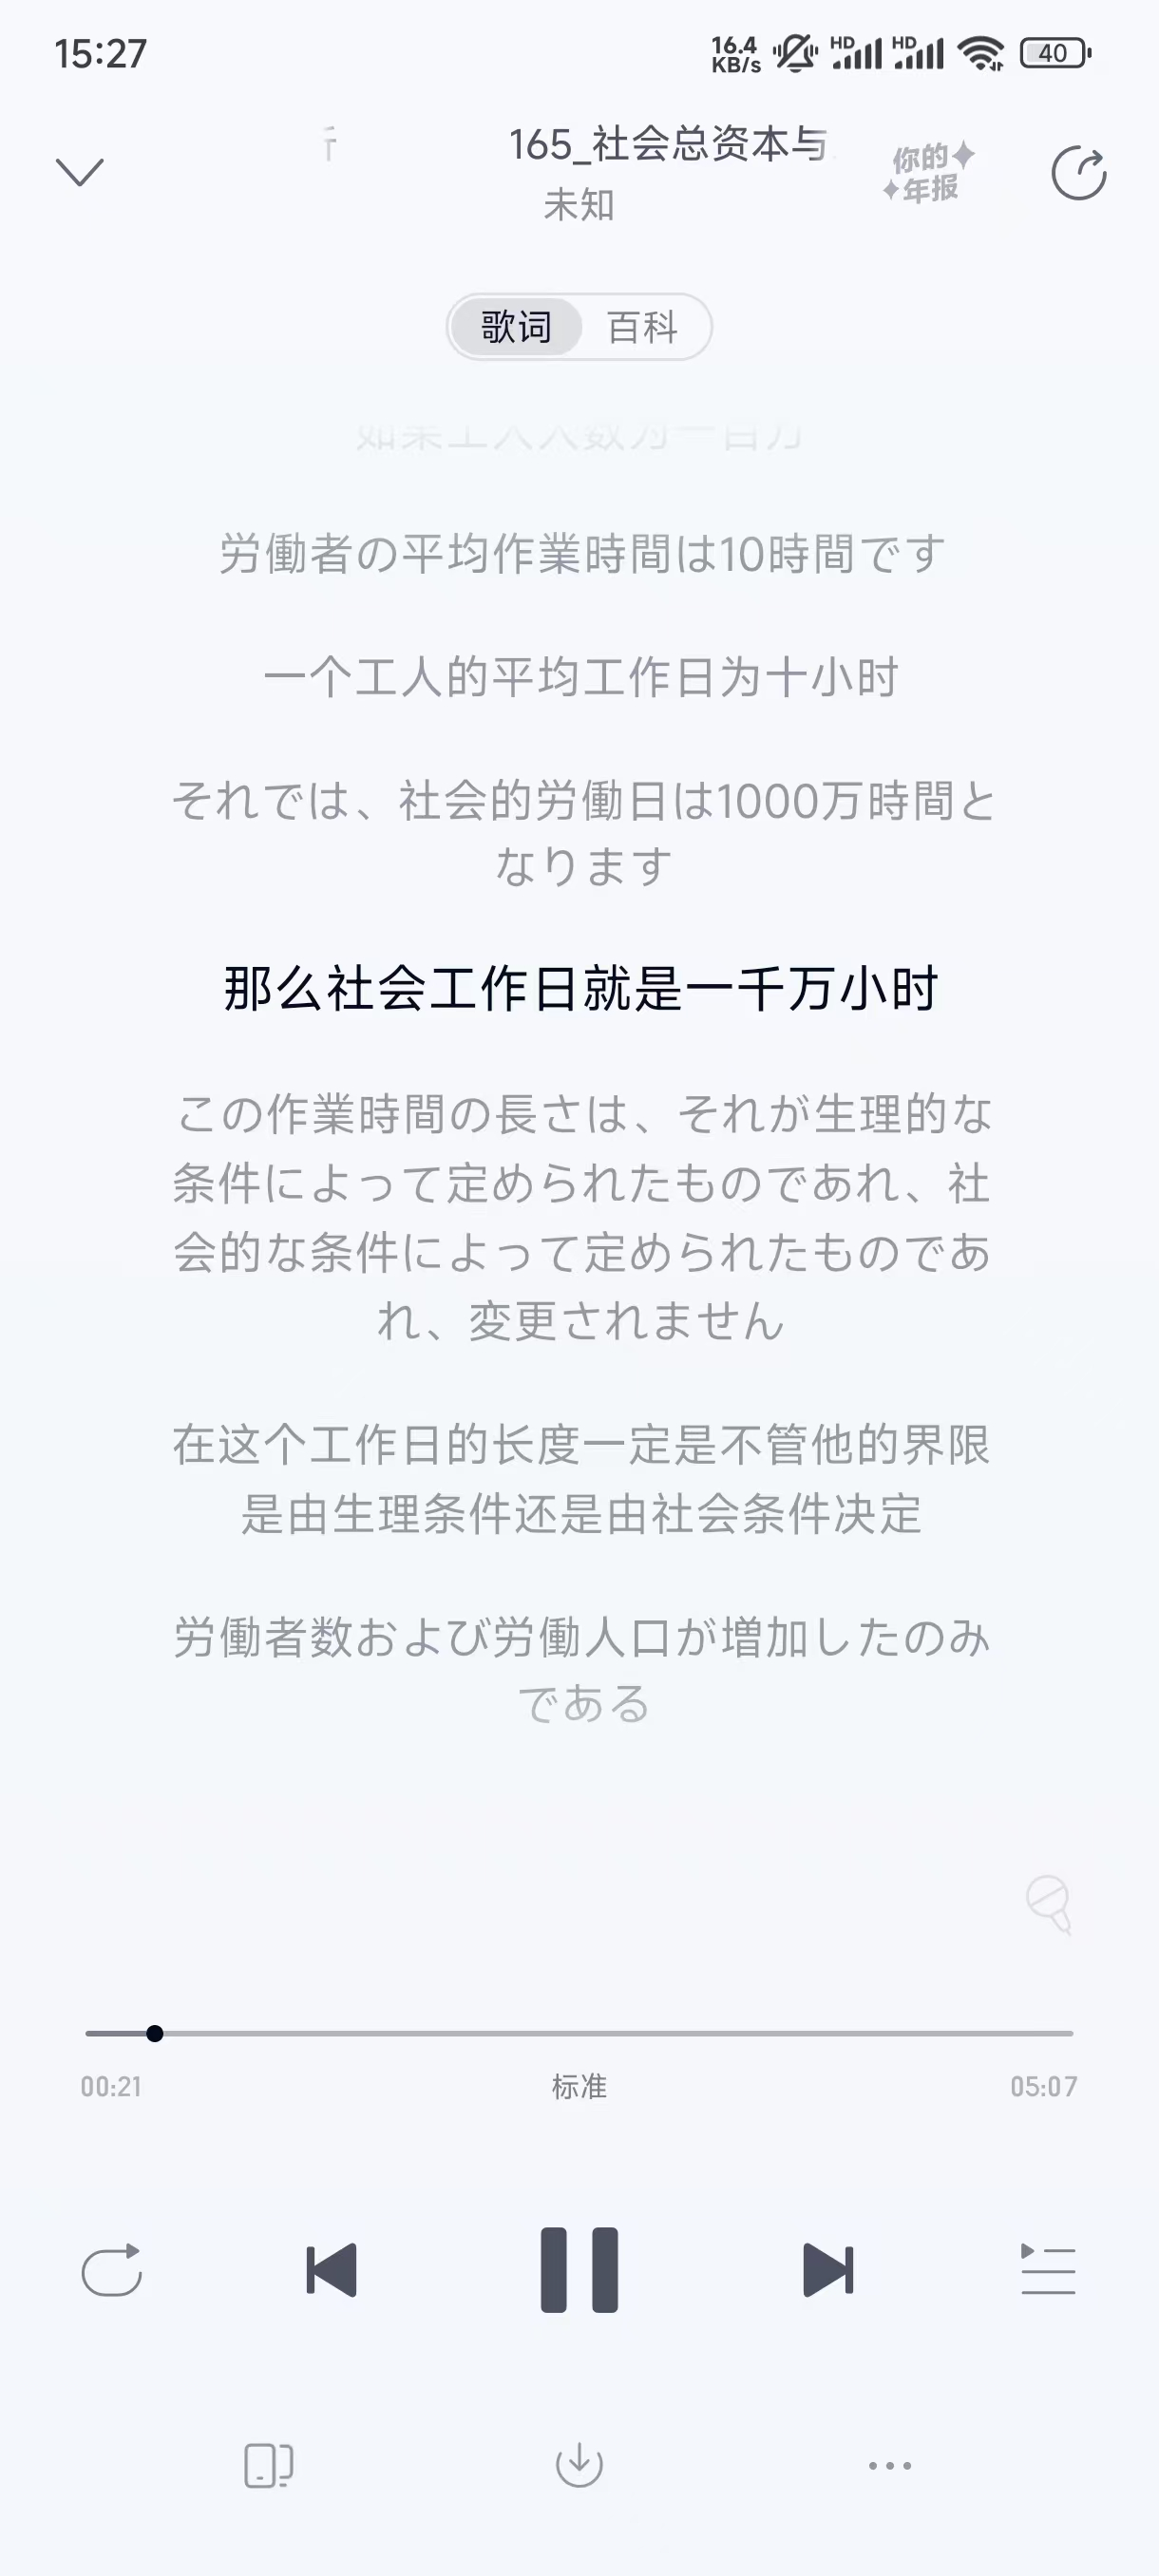 15:27
16.4
KB/s
HD
HD
40
165_社会总资本与
未知
你的
年报
歌词
百科
如果工人人数为一百万
労働者の平均作業時間は10時間です
一个工人的平均工作日为十小时
それでは、社会的労働日は1000万時間と
なります
那么社会工作日就是一千万小时
この作業時間の長さは、それが生理的な
条件によって定められたものであれ、社
会的な条件によって定められたものであ
れ、変更されません
在这个工作日的长度一定是不管他的界限
是由生理条件还是由社会条件决定
労働者数および労働人口が増加したのみ
である
00:21
标准
05:07